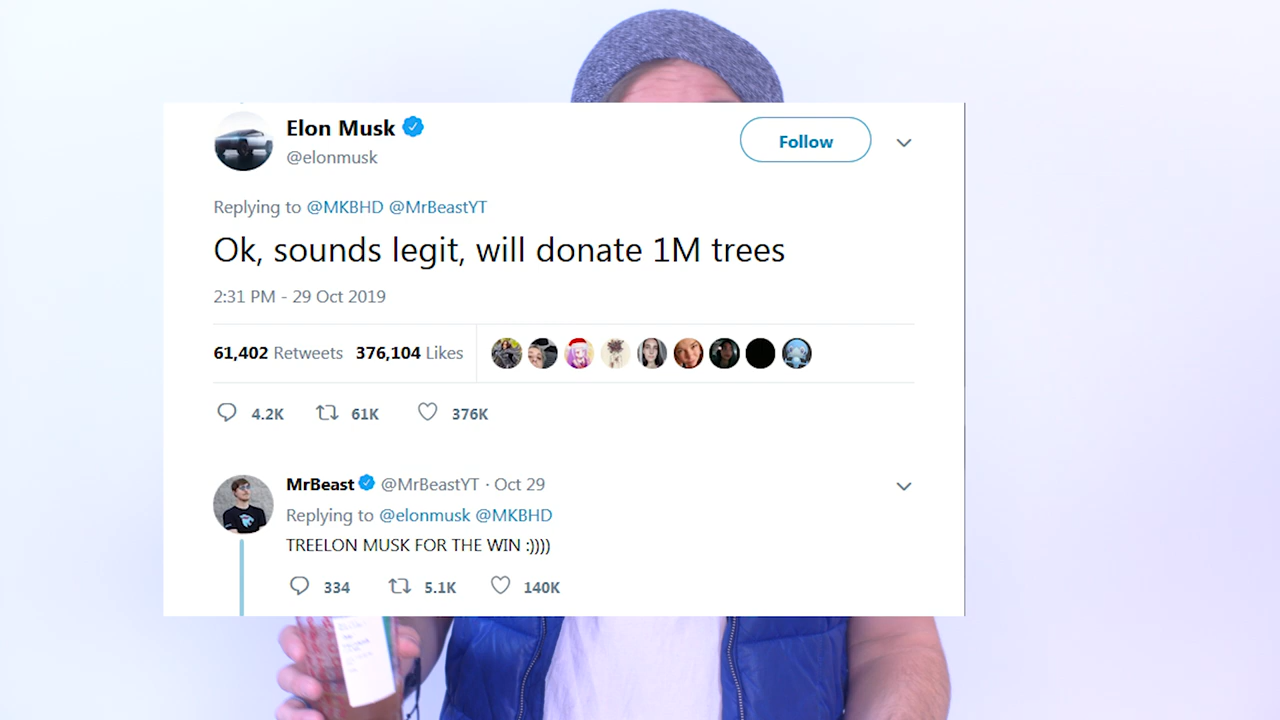 Elon Musk
@elonmusk
Follow
Replying to @MKBHD @MrBeastYT
Ok, sounds legit, will donate 1M trees
2:31 PM - 29 Oct 2019
61,402 Retweets 376,104 Likes
4.2K 61K 376K
MrBeast @MrBeastYT · Oct 29
Replying to @elonmusk @MKBHD
TREELON MUSK FOR THE WIN :))))
334 5.1K 140K